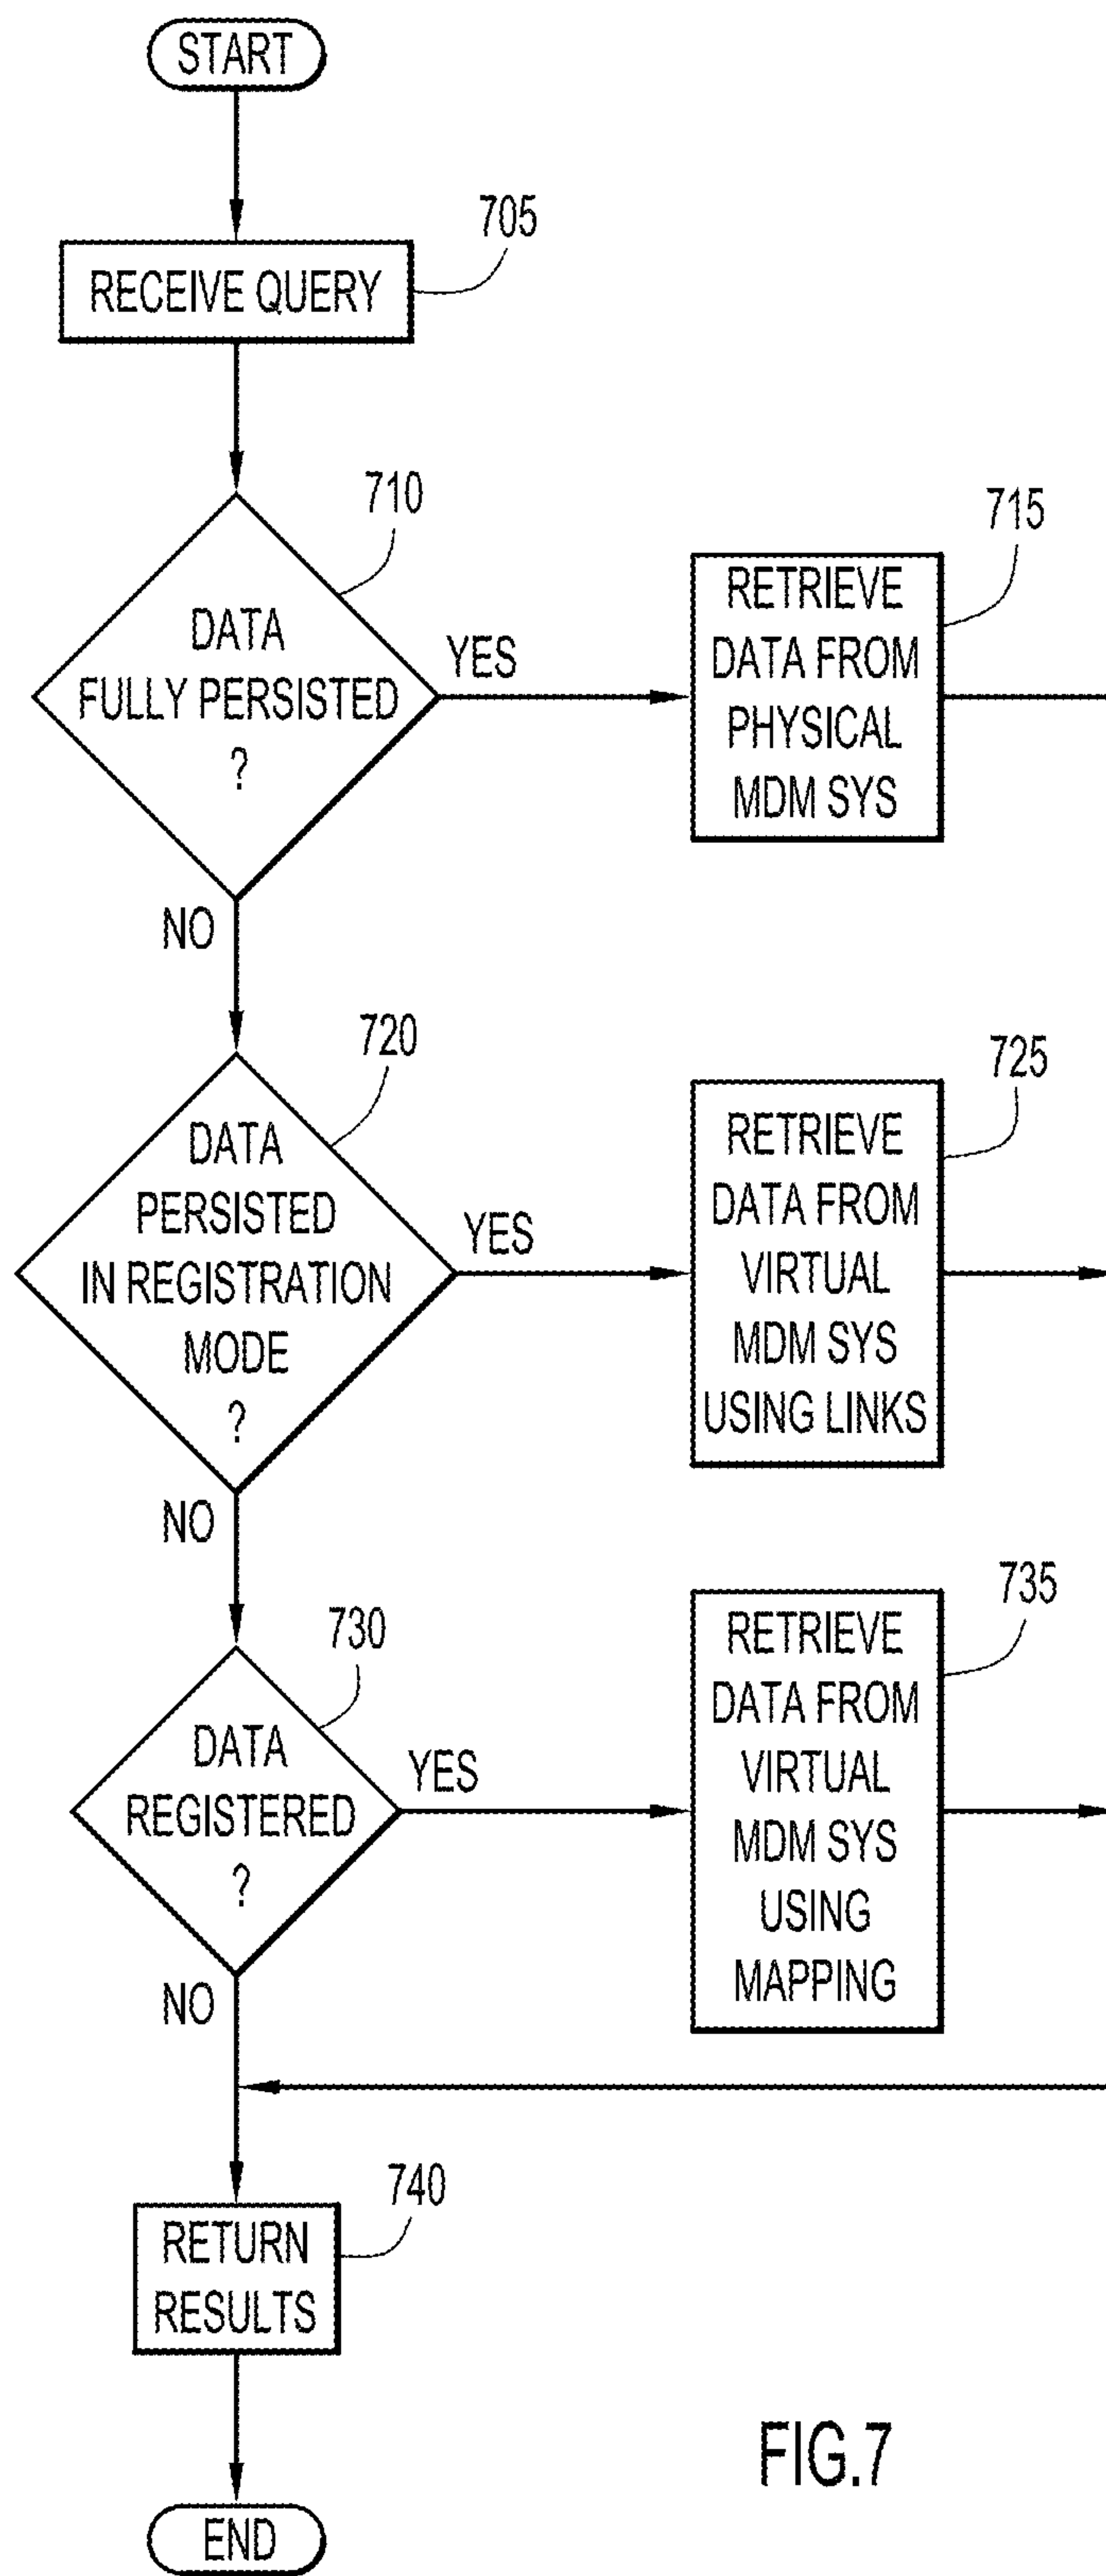 START
705
RECEIVE QUERY
710
DATA
FULLY PERSISTED
?
YES
NO
715
RETRIEVE
DATA FROM
PHYSICAL
MDM SYS
720
DATA
PERSISTED
IN REGISTRATION
MODE
?
YES
NO
725
RETRIEVE
DATA FROM
VIRTUAL
MDM SYS
USING LINKS
730
DATA
REGISTERED
?
YES
NO
735
RETRIEVE
DATA FROM
VIRTUAL
MDM SYS
USING
MAPPING
740
RETURN
RESULTS
END
FIG.7